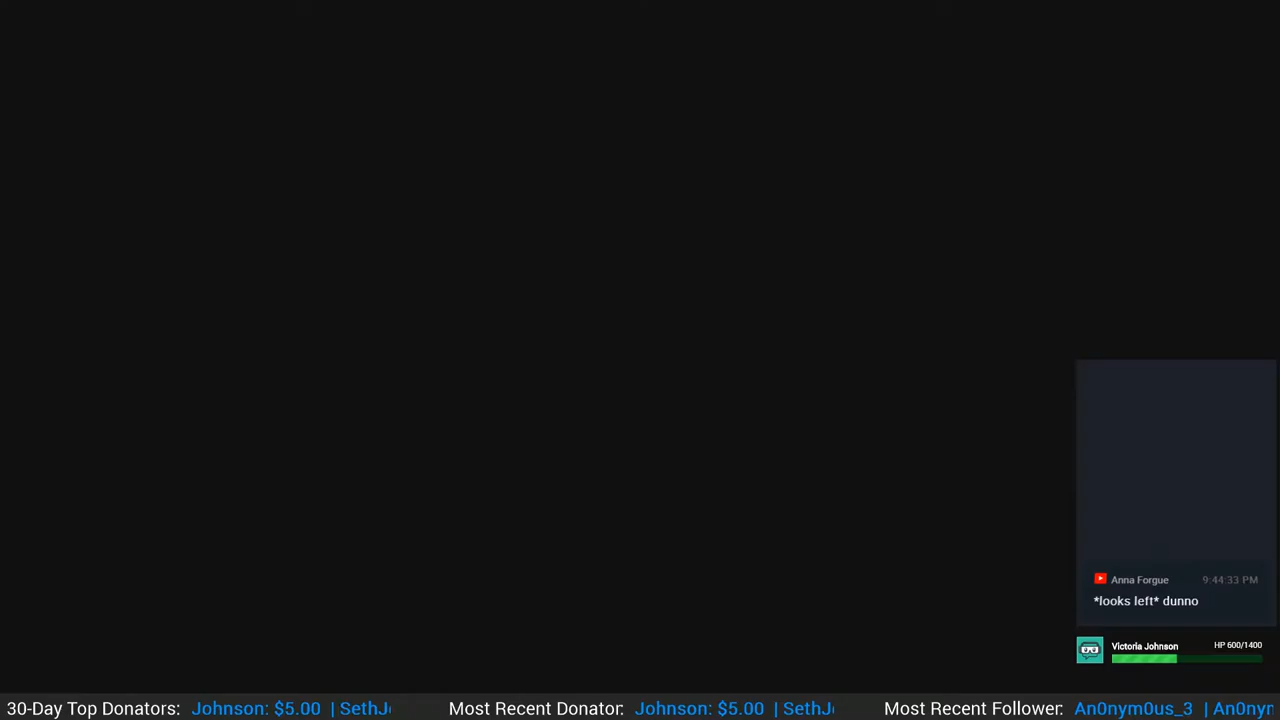 Anna Forgue 9:44:33 PM
*looks left* dunno
Victoria Johnson HP 600/1400
30-Day Top Donators: Johnson: $5.00 | Most Recent Donator: Johnson: $5.00 | Most Recent Follower: An0nym0us_3 |